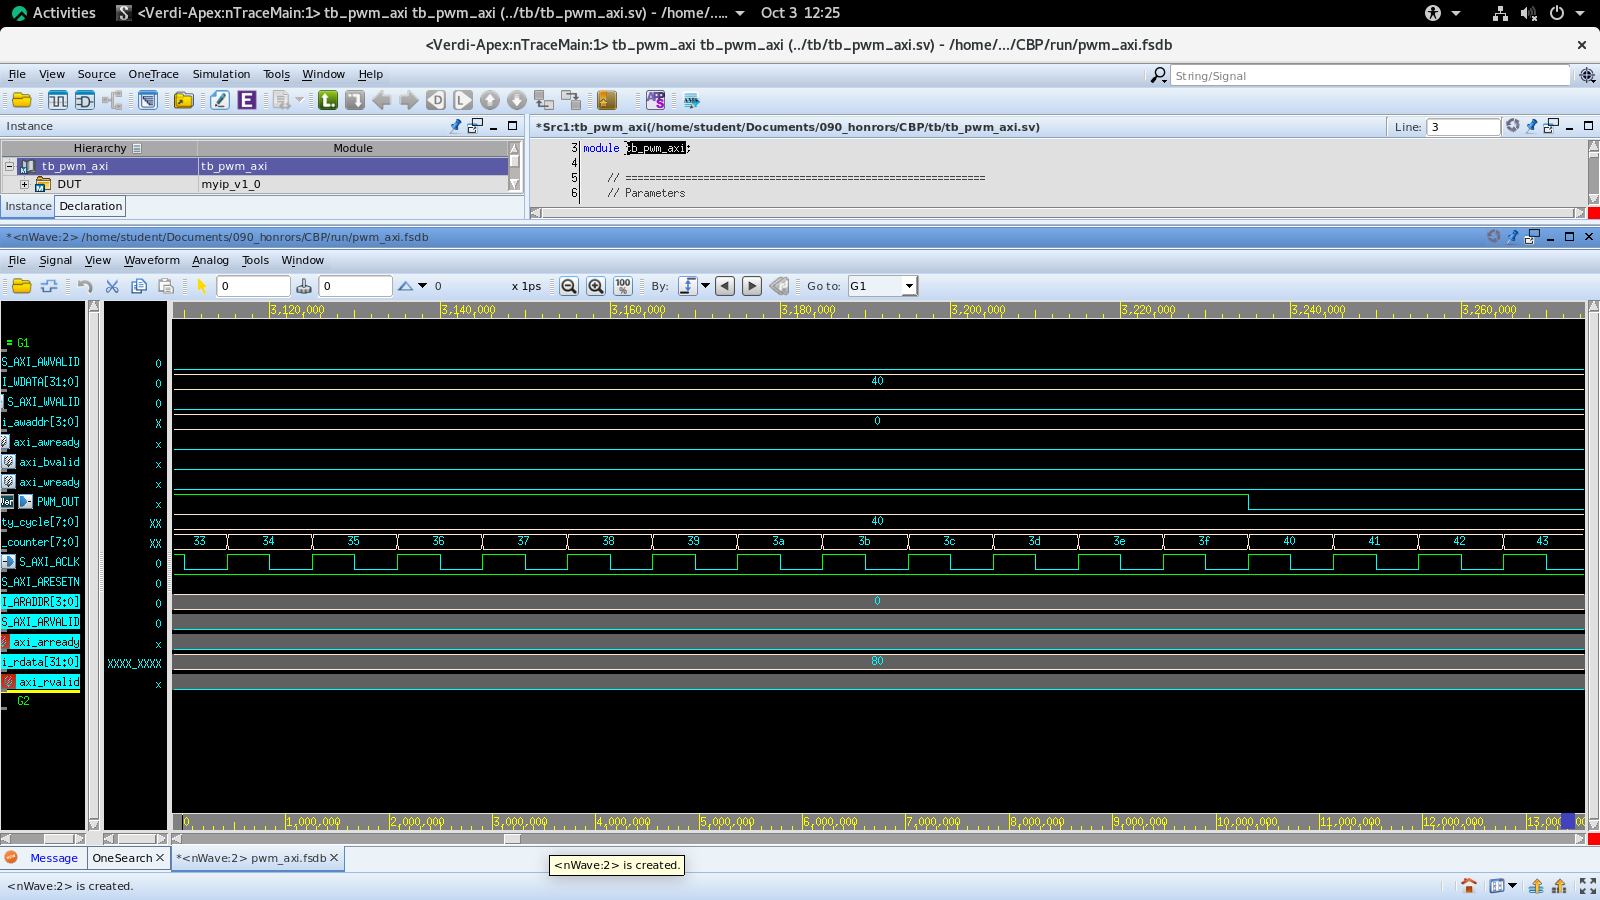 Activities <Verdi-Apex:nTraceMain:1> tb_pwm_axi tb_pwm_axi (../tb/tb_pwm_axi.sv) - /home/..... Oct 3 12:25
<Verdi-Apex:nTraceMain:1> tb_pwm_axi tb_pwm_axi (../tb/tb_pwm_axi.sv) - /home/.../CBP/run/pwm_axi.fsdb
File View Source OneTrace Simulation Tools Window Help String/Signal
Instance
*Src1:tb_pwm_axi(/home/student/Documents/090_honrors/CBP/tb/tb_pwm_axi.sv) Line: 3
Hierarchy Module
tb_pwm_axi tb_pwm_axi
DUT myip_v1_0
Instance Declaration
3 module tb_pwm_axi;
4
5 // ============================================================
6 // Parameters
*<nWave:2> /home/student/Documents/090_honrors/CBP/run/pwm_axi.fsdb
File Signal View Waveform Analog Tools Window
0 0 0 x 1ps 100 % By: Go to: G1
3,120,000 3,140,000 3,160,000 3,180,000 3,200,000 3,220,000 3,240,000 3,260,000
= G1
S_AXI_AWVALID 0
I_WDATA[31:0] 0 40
S_AXI_WVALID 0
i_awaddr[3:0] X 0
axi_awready x
axi_bvalid x
axi_wready x
PWM_OUT x
ty_cycle[7:0] XX 40
_counter[7:0] XX 33 34 35 36 37 38 39 3a 3b 3c 3d 3e 3f 40 41 42 43
S_AXI_ACLK 0
S_AXI_ARESETN 0
I_ARADDR[3:0] 0 0
S_AXI_ARVALID 0
axi_arready x
i_rdata[31:0] XXXX_XXXX 80
axi_rvalid x
G2
0 1,000,000 2,000,000 3,000,000 4,000,000 5,000,000 6,000,000 7,000,000 8,000,000 9,000,000 10,000,000 11,000,000 12,000,000
Message OneSearch *<nWave:2> pwm_axi.fsdb
<nWave:2> is created.
<nWave:2> is created.